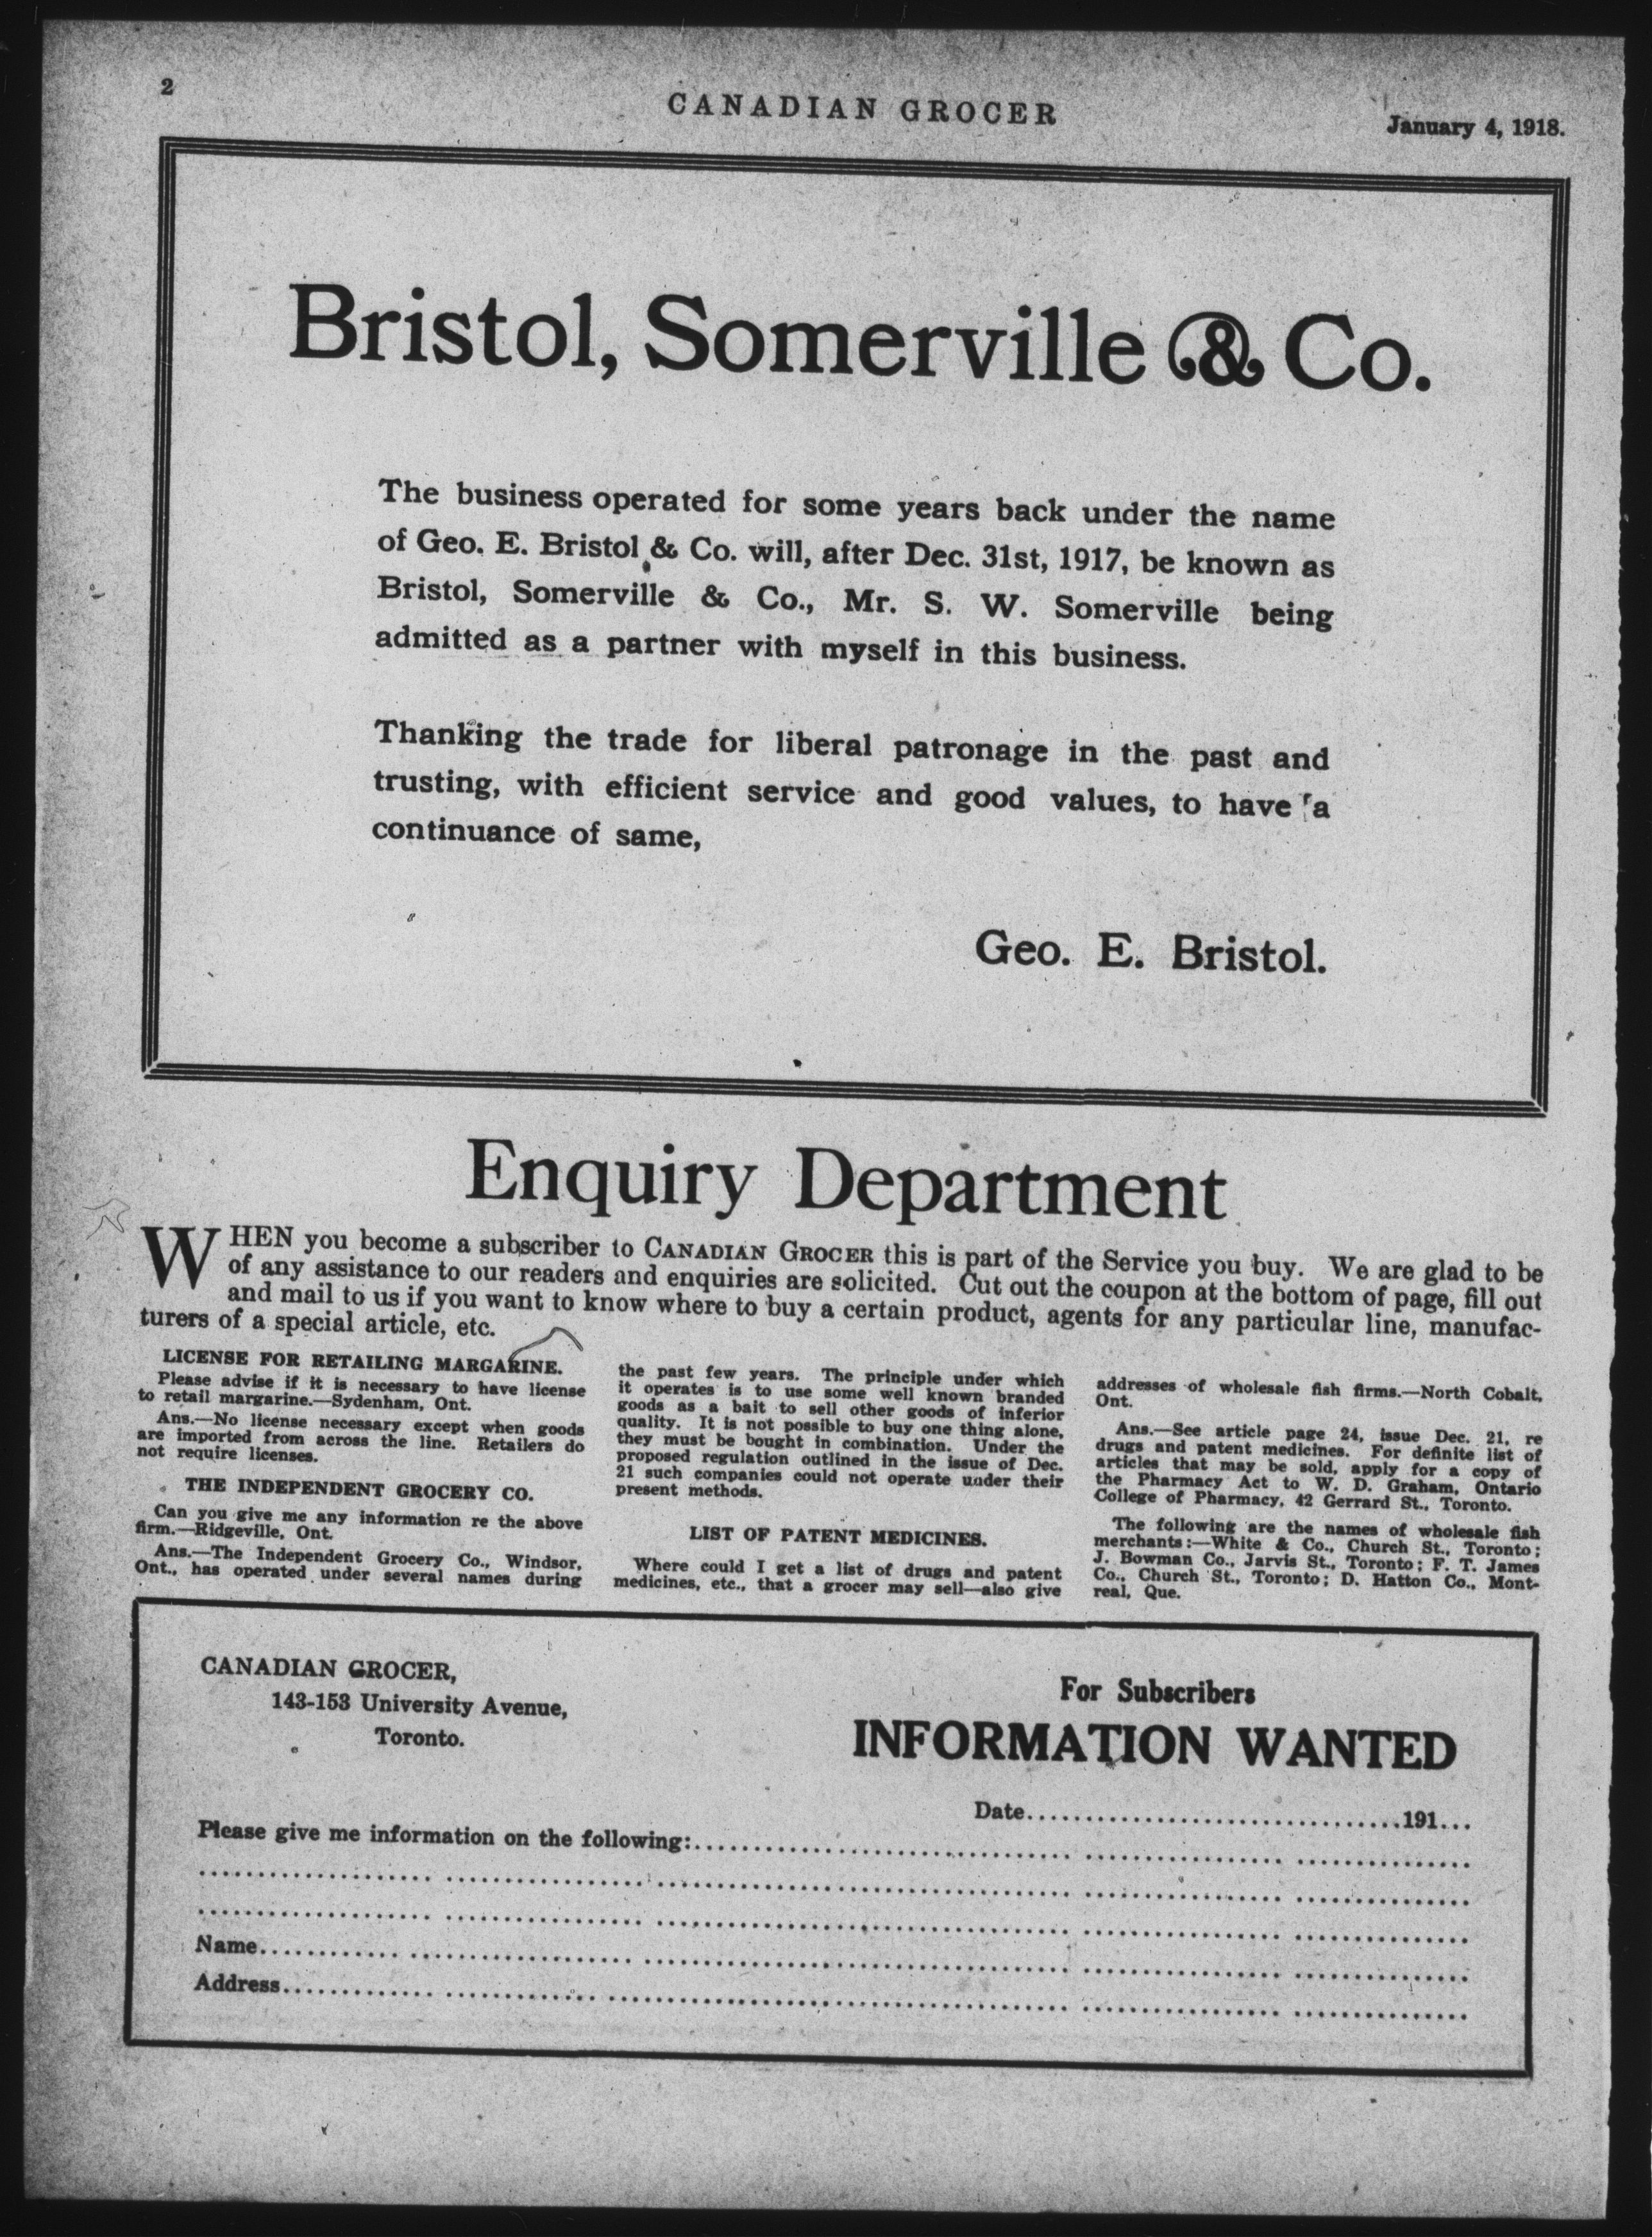 2
CANADIAN GROCER
January 4, 1918.
Bristol, Somerville & Co.
The business operated for some years back under the name
of Geo. E. Bristol & Co. will, after Dec. 31st, 1917, be known as
Bristol, Somerville & Co., Mr. S. W. Somerville being
admitted as a partner with myself in this business.
Thanking the trade for liberal patronage in the past and
trusting, with efficient service and good values, to have a
continuance of same,
Geo. E. Bristol.
Enquiry Department
WHEN you become a subscriber to CANADIAN GROCER this is part of the Service you buy. We are glad to be
of any assistance to our readers and enquiries are solicited. Cut out the coupon at the bottom of page, fill out
and mail to us if you want to know where to buy a certain product, agents for any particular line, manufac-
turers of a special article, etc.
LICENSE FOR RETAILING MARGARINE.
Please advise if it is necessary to have license
to retail margarine.—Sydenham, Ont.
Ans.—No license necessary except when goods
are imported from across the line. Retailers do
not require licenses.
THE INDEPENDENT GROCERY CO.
Can you give me any information re the above
firm.—Ridgeville, Ont.
Ans.—The Independent Grocery Co., Windsor,
Ont., has operated under several names during
the past few years. The principle under which
it operates is to use some well known branded
goods as a bait to sell other goods of inferior
quality. It is not possible to buy one thing alone,
they must be bought in combination. Under the
proposed regulation outlined in the issue of Dec.
21 such companies could not operate under their
present methods.
LIST OF PATENT MEDICINES.
Where could I get a list of drugs and patent
medicines, etc., that a grocer may sell—also give
addresses of wholesale fish firms.—North Cobalt,
Ont.
Ans.—See article page 24, issue Dec. 21, re
drugs and patent medicines. For definite list of
articles that may be sold, apply for a copy of
the Pharmacy Act to W. D. Graham, Ontario
College of Pharmacy, 42 Gerrard St., Toronto.
The following are the names of wholesale fish
merchants:—White & Co., Church St., Toronto;
J. Bowman Co., Jarvis St., Toronto; F. T. James
Co., Church St., Toronto; D. Hatton Co., Mont-
real, Que.
CANADIAN GROCER,
143-153 University Avenue,
Toronto.
For Subscribers
INFORMATION WANTED
Date..................................191...
Please give me information on the following:..................................
Name..................................
Address..................................